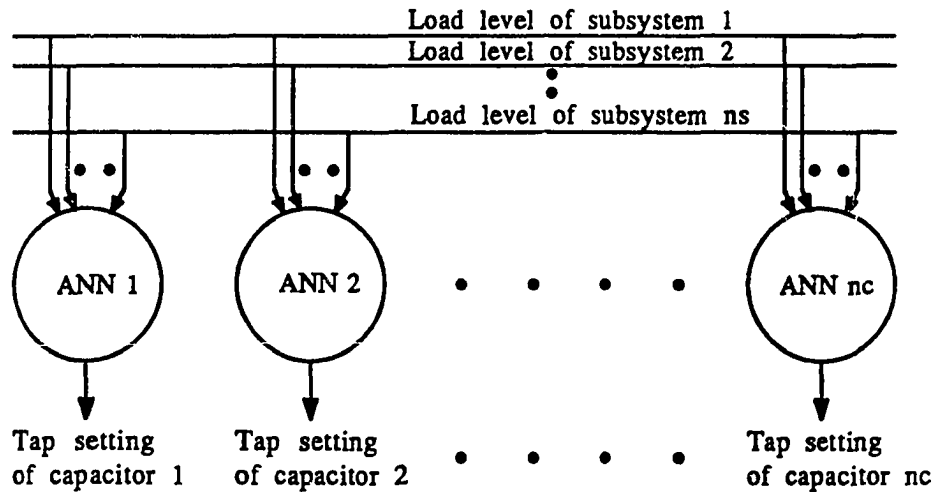 Load level of subsystem 1
Load level of subsystem 2
Load level of subsystem ns
ANN 1
ANN 2
ANN nc
Tap setting
of capacitor 1
Tap setting
of capacitor 2
Tap setting
of capacitor nc